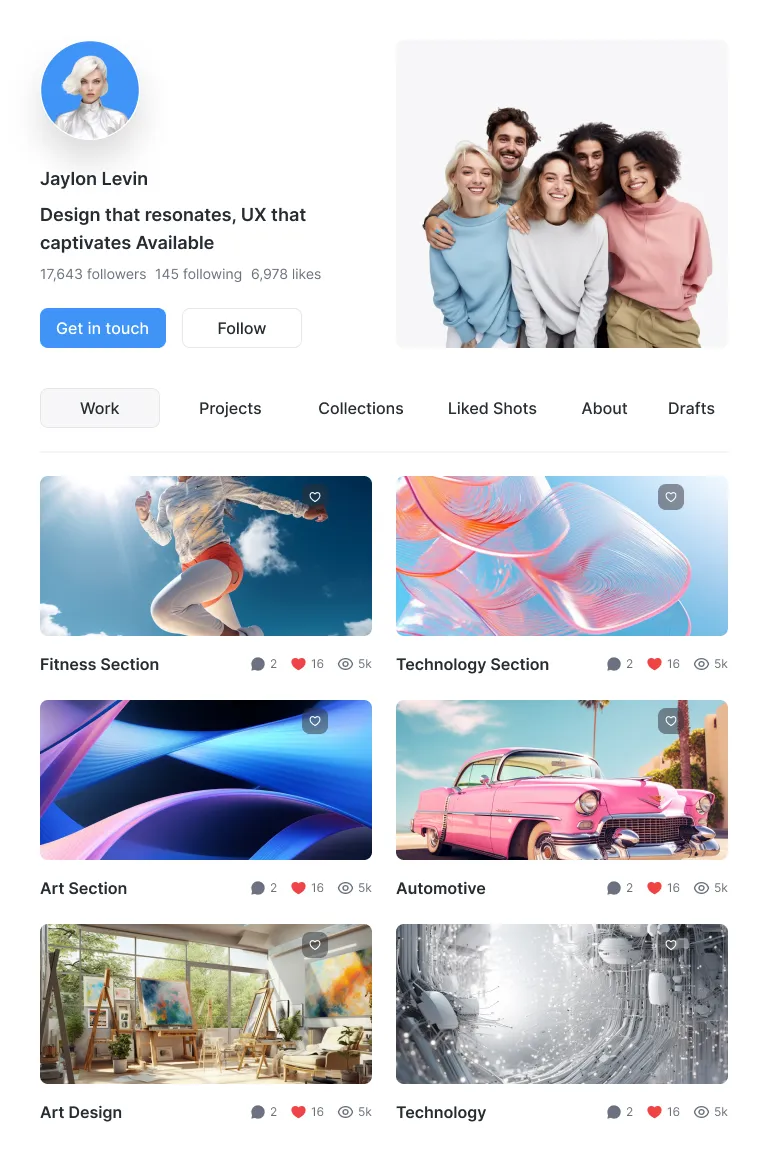 Jaylon Levin
Design that resonates, UX that
captivates Available
17,643 followers 145 following 6,978 likes
Get in touch
Follow
Work
Projects
Collections
Liked Shots
About
Drafts
Fitness Section
2
16
5k
Technology Section
2
16
5k
Art Section
2
16
5k
Automotive
2
16
5k
Art Design
2
16
5k
Technology
2
16
5k